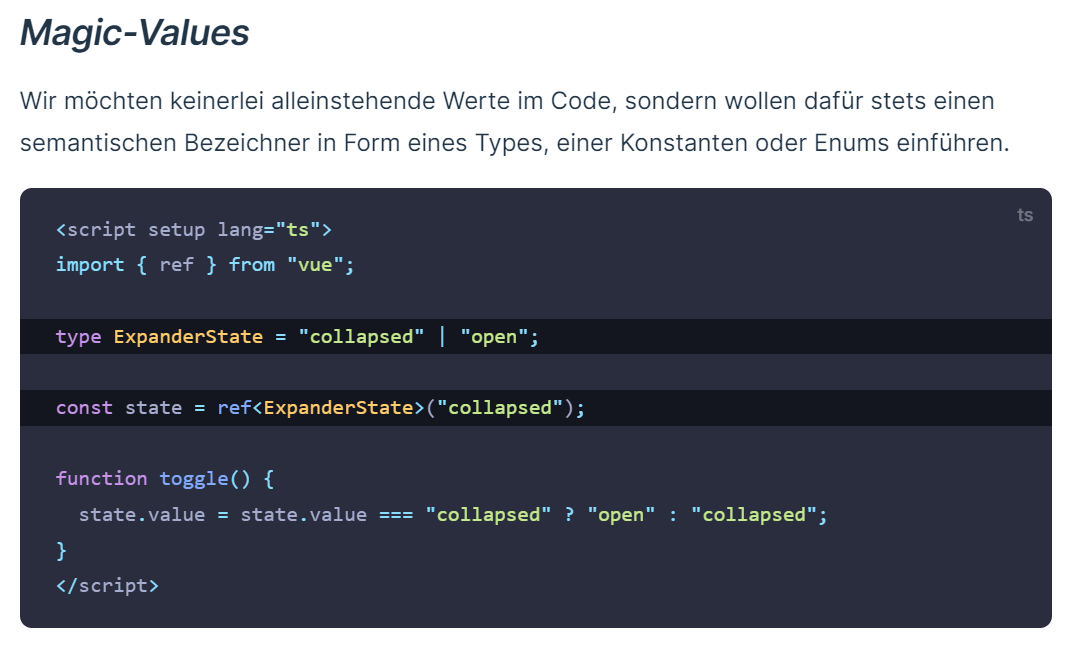 Magic-Values
Wir möchten keinerlei alleinstehende Werte im Code, sondern wollen dafür stets einen
semantischen Bezeichner in Form eines Types, einer Konstanten oder Enums einführen.
ts
<script setup lang="ts">
import { ref } from "vue";
type ExpanderState = "collapsed" | "open";
const state = ref<ExpanderState>("collapsed");
function toggle() {
  state.value = state.value === "collapsed" ? "open" : "collapsed";
}
</script>